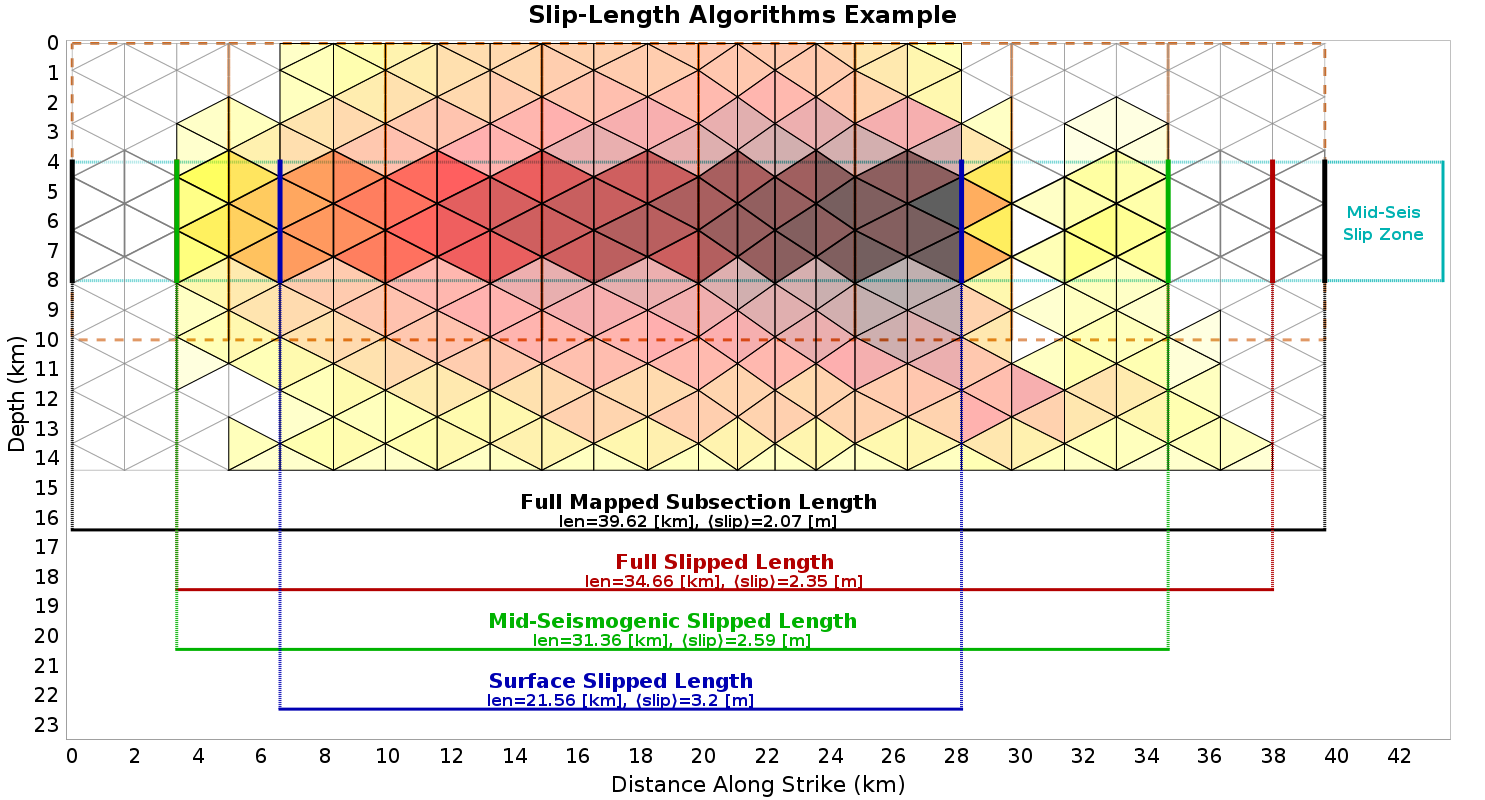 Slip-Length Algorithms Example
0
1
2
3
4
5
6
7
8
9
10
11
12
13
14
15
16
17
18
19
20
21
22
23
Depth (km)
Mid-Seis
Slip Zone
Full Mapped Subsection Length
len=39.62 [km], ⟨slip⟩=2.07 [m]
Full Slipped Length
len=34.66 [km], ⟨slip⟩=2.35 [m]
Mid-Seismogenic Slipped Length
len=31.36 [km], ⟨slip⟩=2.59 [m]
Surface Slipped Length
len=21.56 [km], ⟨slip⟩=3.2 [m]
0 2 4 6 8 10 12 14 16 18 20 22 24 26 28 30 32 34 36 38 40 42
Distance Along Strike (km)